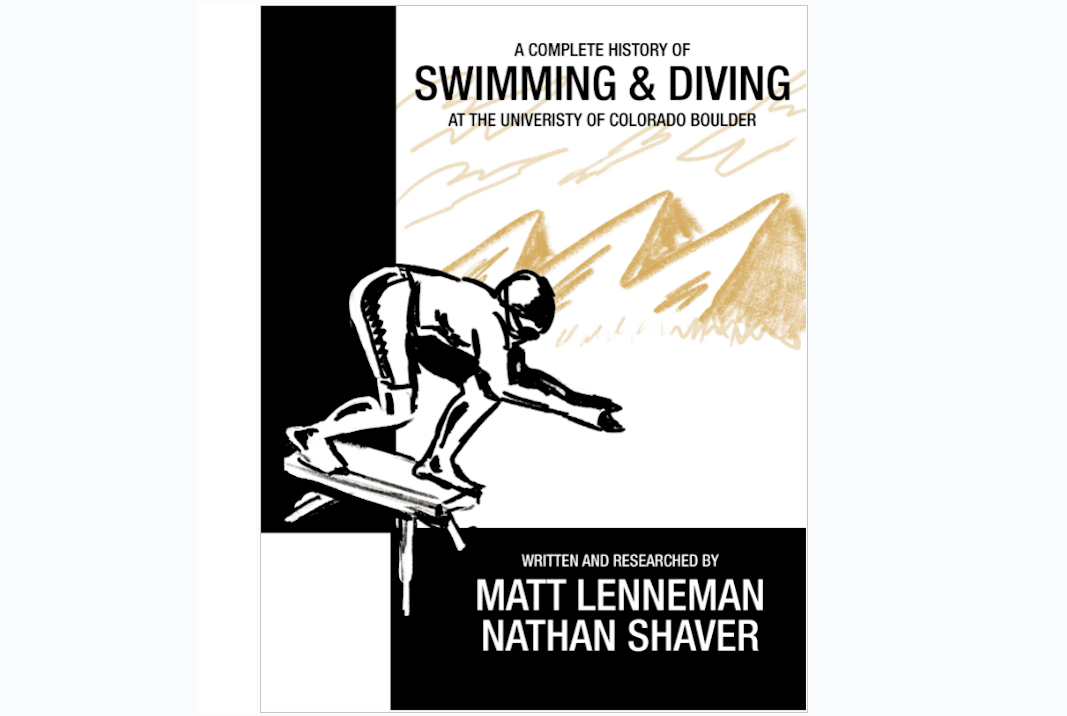 A COMPLETE HISTORY OF
SWIMMING & DIVING
AT THE UNIVERISTY OF COLORADO BOULDER
WRITTEN AND RESEARCHED BY
MATT LENNEMAN
NATHAN SHAVER